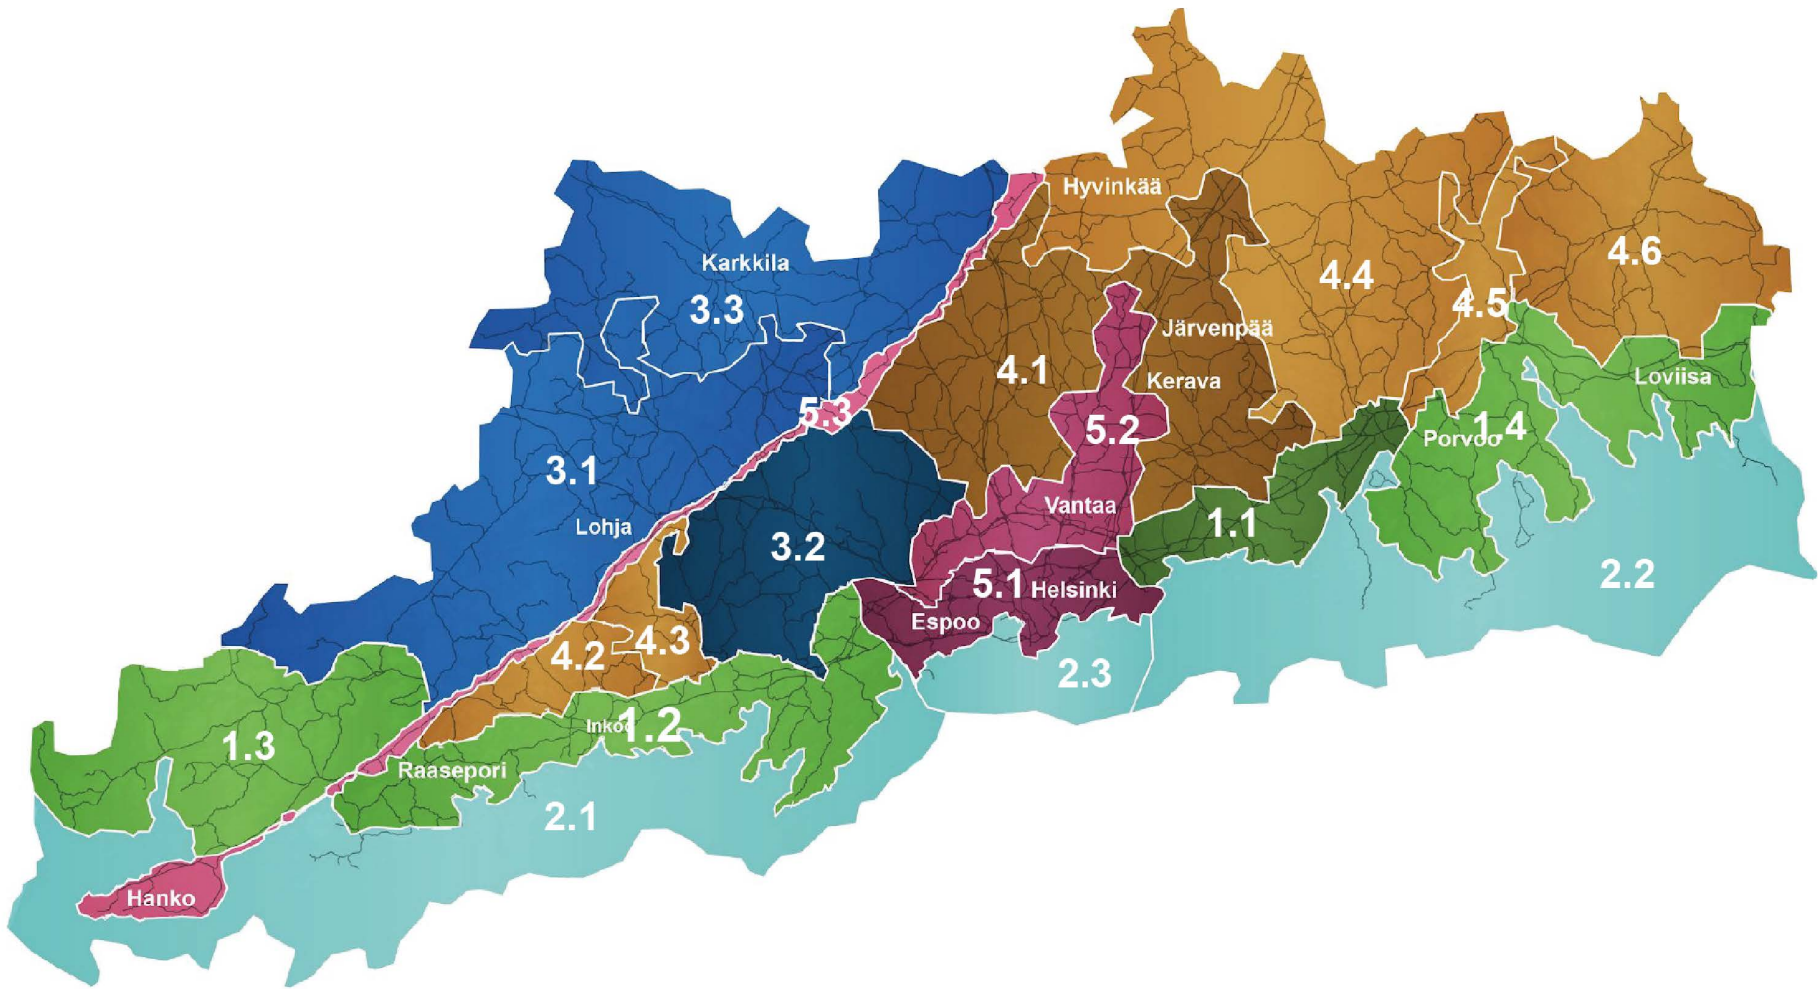 Hyvinkää
Karkkila
4.6
4.4
3.3
4.5
Järvenpää
4.1
Kerava
Loviisa
5.3
5.2
1.4
Porvoo
3.1
Vantaa
Lohja
1.1
3.2
2.2
5.1
Helsinki
Espoo
4.2
4.3
2.3
Inkoo
1.2
1.3
Raasepori
2.1
Hanko